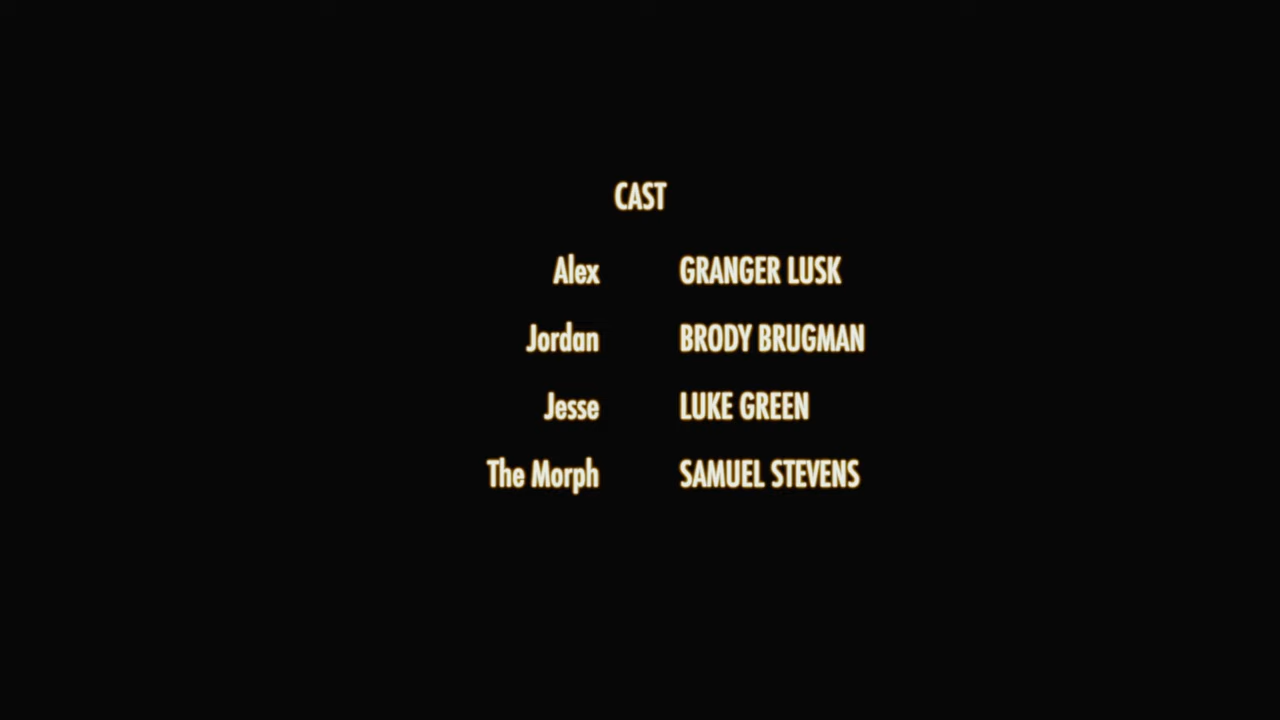 CAST
Alex GRANGER LUSK
Jordan BRODY BRUGMAN
Jesse LUKE GREEN
The Morph SAMUEL STEVENS